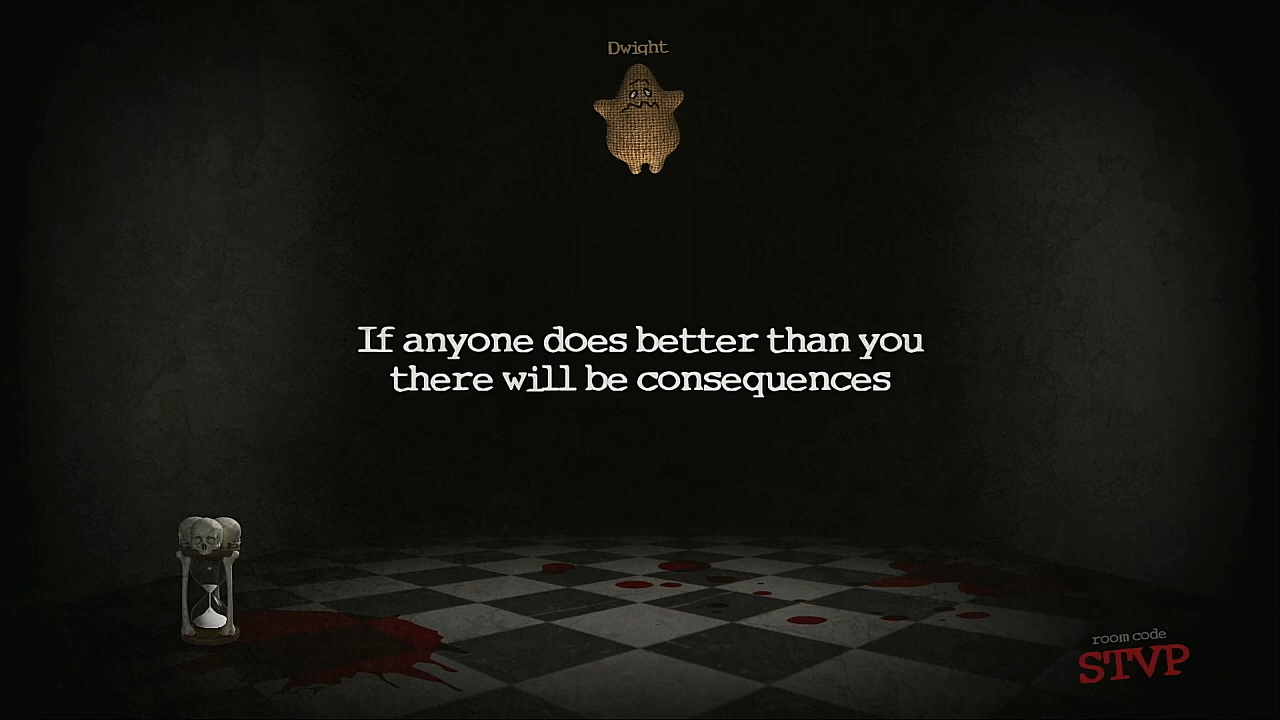 Dwight
If anyone does better than you
there will be consequences
room code
STVP